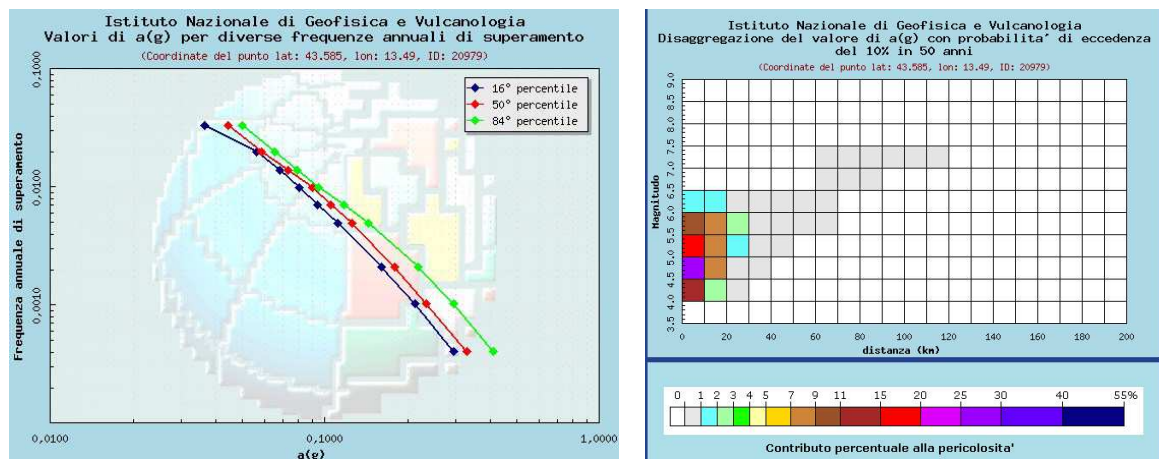 Istituto Nazionale di Geofisica e Vulcanologia
Valori di a(g) per diverse frequenze annuali di superamento
(Coordinate del punto lat: 43.585, lon: 13.49, ID: 20979)
16° percentile
50° percentile
84° percentile
Frequenza annuale di superamento
0,1000
0,0100
0,0010
0,0100
0,1000
1,0000
a(g)
Istituto Nazionale di Geofisica e Vulcanologia
Disaggregazione del valore di a(g) con probabilita' di eccedenza
del 10% in 50 anni
(Coordinate del punto lat: 43.585, lon: 13.49, ID: 20979)
Magnitudo
9.0
8.5
8.0
7.5
7.0
6.5
6.0
5.5
5.0
4.5
4.0
3.5
0 20 40 60 80 100 120 140 160 180 200
distanza (km)
0 1 2 3 4 5 7 9 11 15 20 25 30 40 55%
Contributo percentuale alla pericolosita'